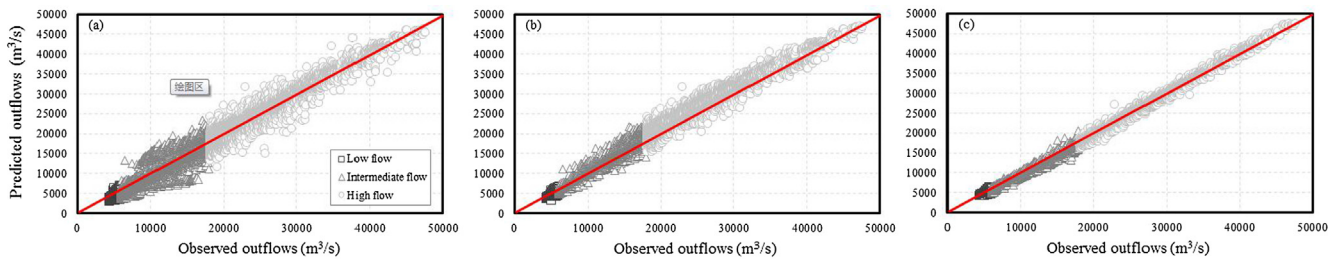 Predicted outflows (m³/s)
(a)
50000
45000
40000
35000
30000
25000
20000
15000
10000
5000
0
绘图区
Low flow
Intermediate flow
High flow
0 10000 20000 30000 40000 50000
Observed outflows (m³/s)
(b)
50000
45000
40000
35000
30000
25000
20000
15000
10000
5000
0
0 10000 20000 30000 40000 50000
Observed outflows (m³/s)
(c)
50000
45000
40000
35000
30000
25000
20000
15000
10000
5000
0
0 10000 20000 30000 40000 50000
Observed outflows (m³/s)